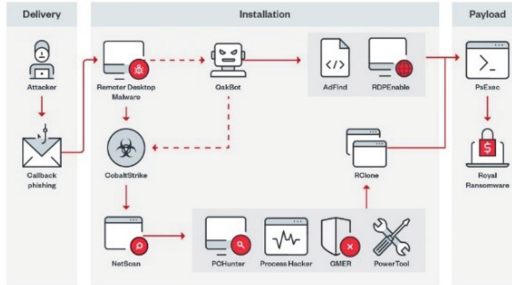 Delivery
Installation
Payload
Attacker
Remoter Desktop
Malware
QakBot
AdFind
RDPEnable
PsExec
Callback
phishing
CobaltStrike
RClone
Royal
Ransomware
NetScan
PCHunter
Process Hacker
GMER
PowerTool